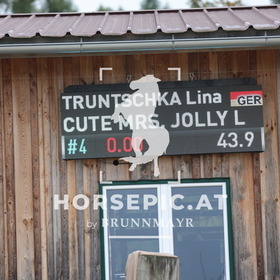 TRUNTSCHKA Lina GER
CUTE MRS. JOLLY L
#4 0.00 43.9
HORSEPIC.AT
by BRUNNMAYR